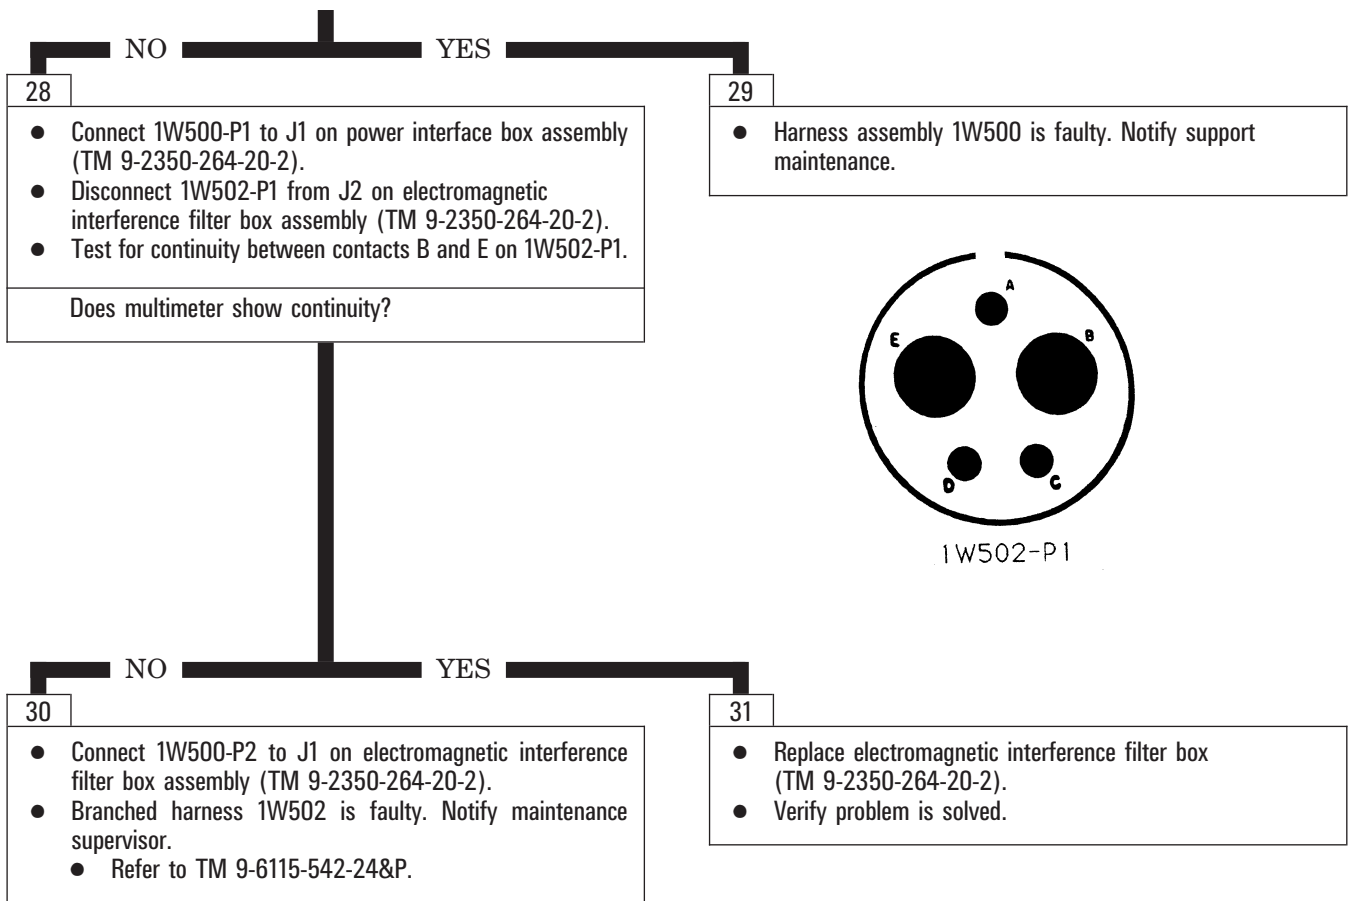 NO YES
28
● Connect 1W500-P1 to J1 on power interface box assembly
(TM 9-2350-264-20-2).
● Disconnect 1W502-P1 from J2 on electromagnetic
interference filter box assembly (TM 9-2350-264-20-2).
● Test for continuity between contacts B and E on 1W502-P1.
Does multimeter show continuity?
29
● Harness assembly 1W500 is faulty. Notify support
maintenance.
A
E B
D C
1W502-P1
NO YES
30
● Connect 1W500-P2 to J1 on electromagnetic interference
filter box assembly (TM 9-2350-264-20-2).
● Branched harness 1W502 is faulty. Notify maintenance
supervisor.
● Refer to TM 9-6115-542-24&P.
31
● Replace electromagnetic interference filter box
(TM 9-2350-264-20-2).
● Verify problem is solved.